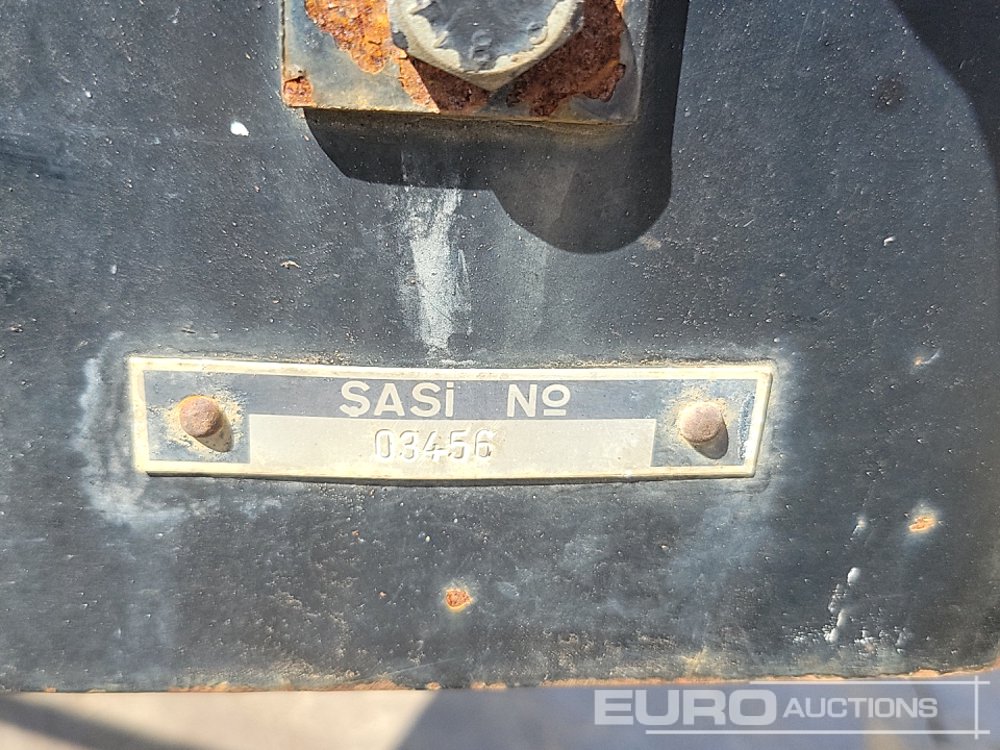 ŞASİ Nº
03456
EURO AUCTIONS